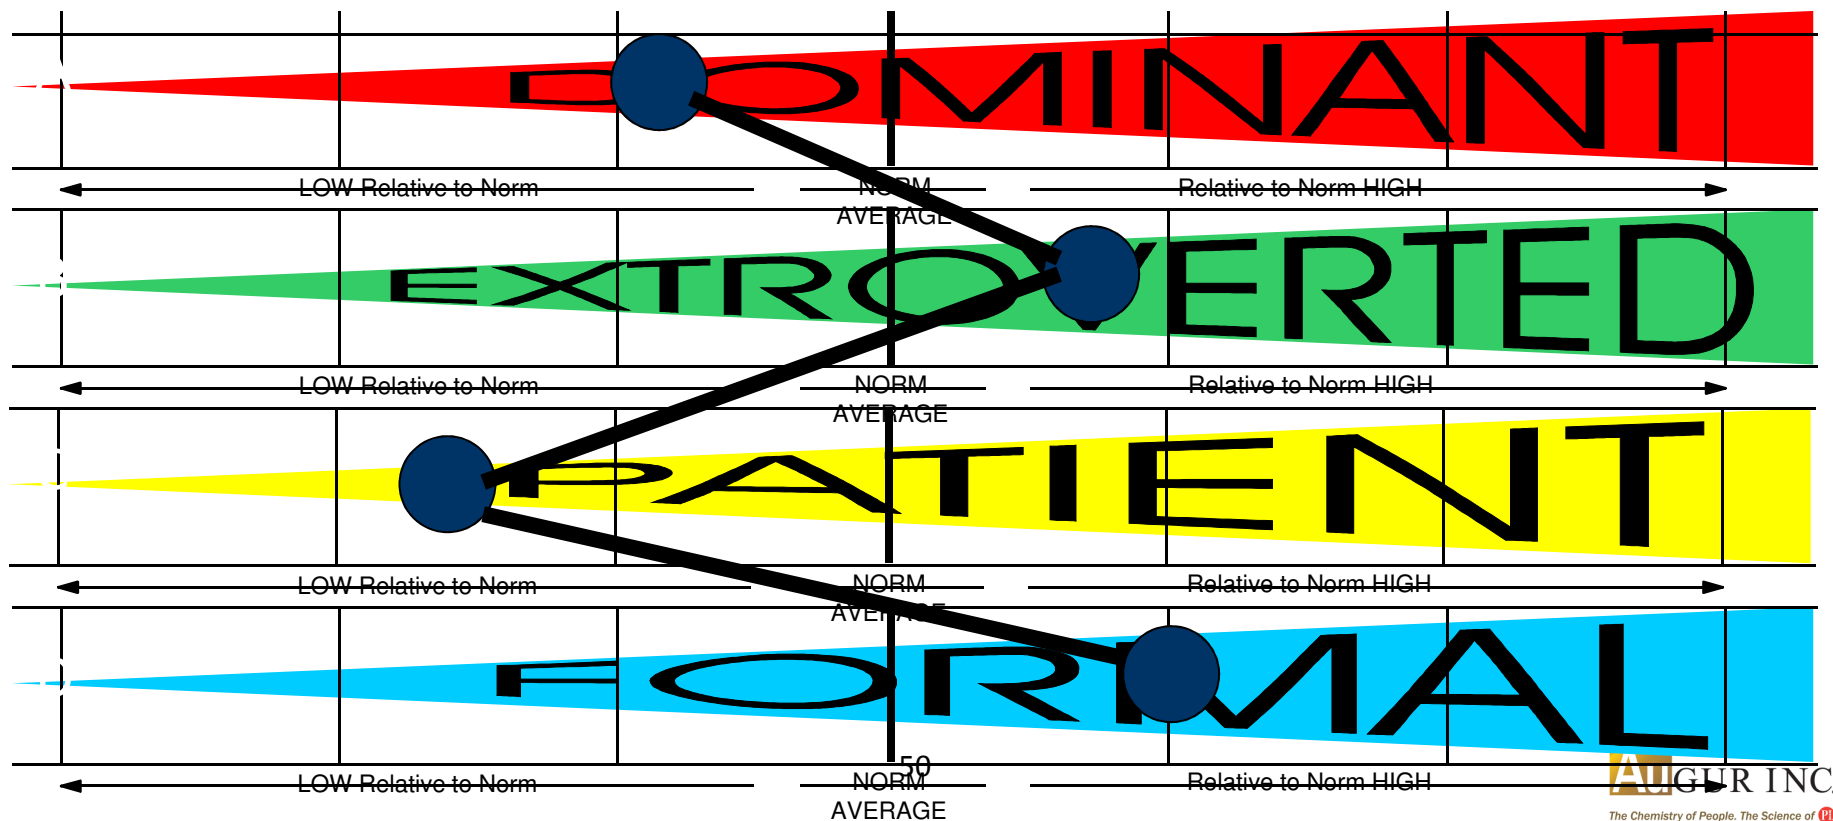 DOMINANT
LOW Relative to Norm NORM AVERAGE Relative to Norm HIGH
EXTROVERTED
LOW Relative to Norm NORM AVERAGE Relative to Norm HIGH
PATIENT
LOW Relative to Norm NORM AVERAGE Relative to Norm HIGH
FORMAL
50
LOW Relative to Norm NORM AVERAGE Relative to Norm HIGH
AUGUR INC.
The Chemistry of People. The Science of PI